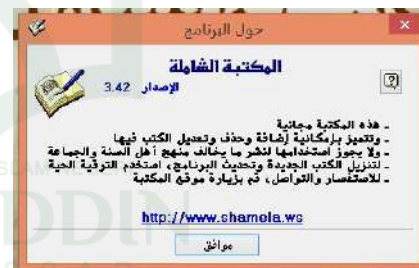 حول البرنامج
المكتبة الشاملة
الإصدار 3.42
ـ هذه المكتبة مجانية
ـ وتتميز بإمكانية إضافة وحذف وتعديل الكتب فيها
ـ ولا يجوز استخدامها لنشر ما يخالف منهج أهل السنة والجماعة
ـ لتنزيل الكتب الجديدة وتحديث البرنامج، استخدم الترقية الحية
ـ للاستفسار والتواصل، قم بزيارة موقع المكتبة
http://www.shamela.ws
موافق
DDIN